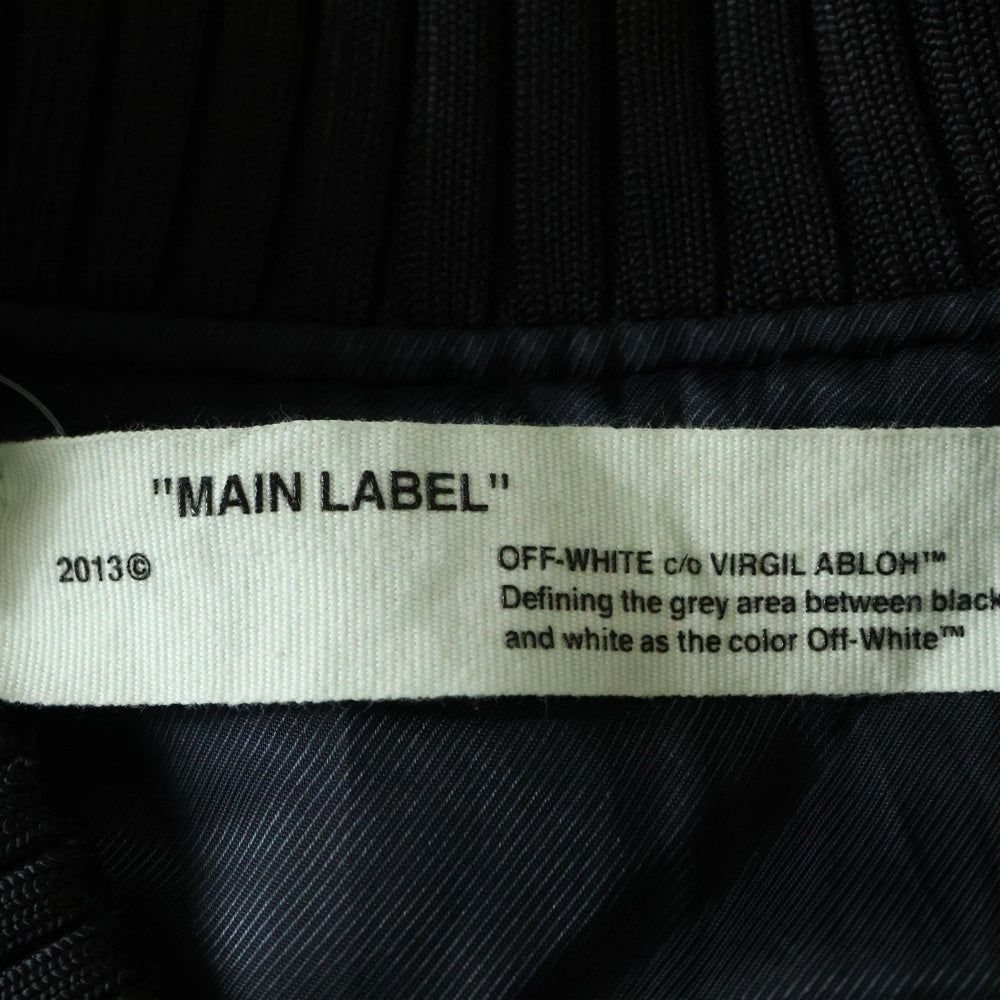 "MAIN LABEL"
2013©
OFF-WHITE c/o VIRGIL ABLOH™
Defining the grey area between black
and white as the color Off-White™